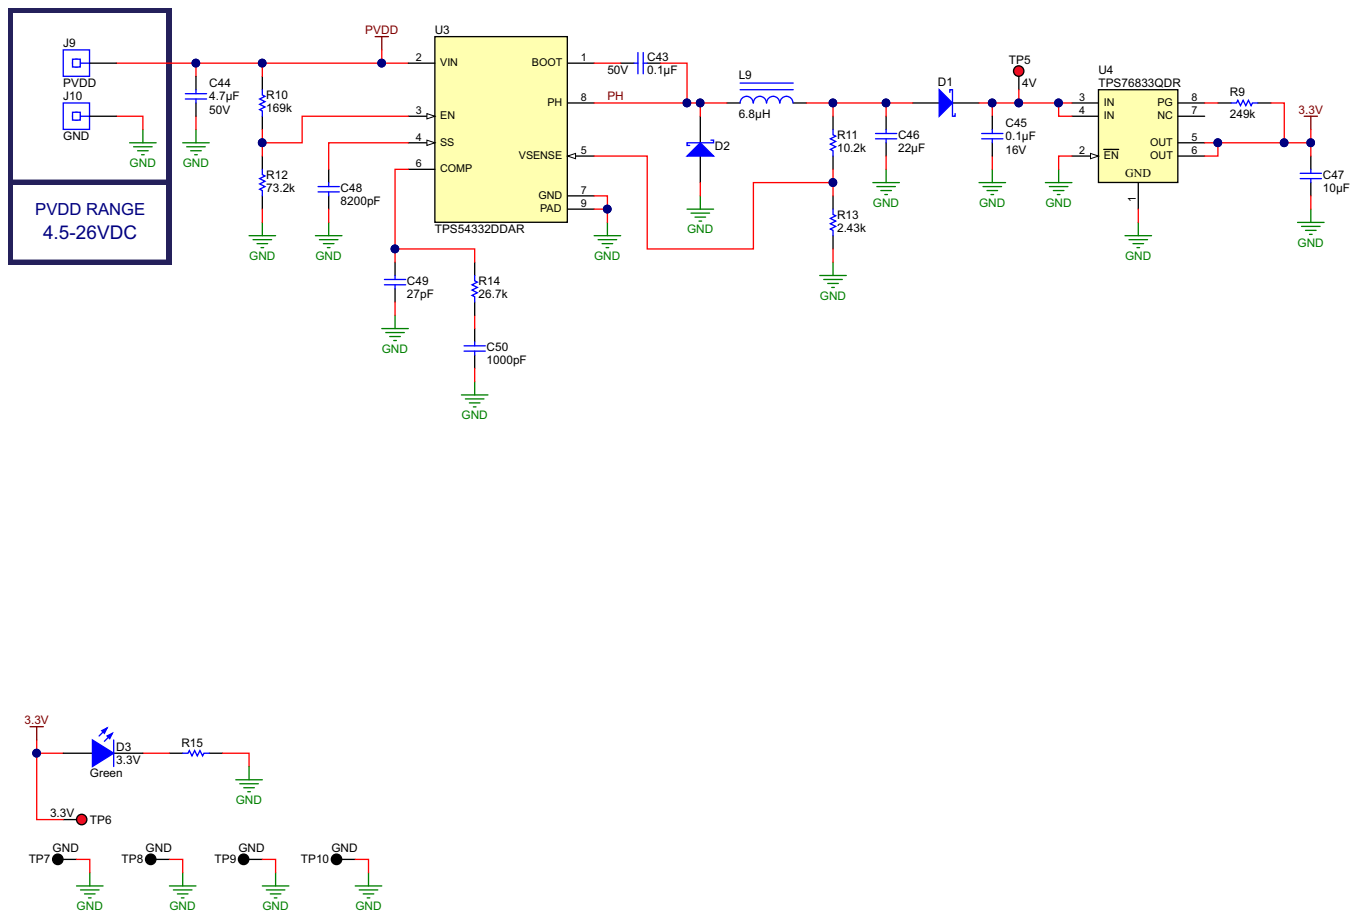 J9
PVDD
J10
GND
GND
PVDD RANGE
4.5-26VDC
C44
4.7µF
50V
GND
R10
169k
R12
73.2k
GND
C48
8200pF
GND
PVDD
U3
2 VIN
3 EN
4 SS
6 COMP
BOOT 1
PH 8
VSENSE 5
GND 7
PAD 9
TPS54332DDAR
GND
C49
27pF
GND
R14
26.7k
C50
1000pF
GND
50V
C43
0.1µF
PH
D2
GND
L9
6.8µH
R11
10.2k
R13
2.43k
GND
C46
22µF
GND
D1
C45
0.1µF
16V
GND
TP5
4V
GND
U4
TPS76833QDR
3 IN
4 IN
2 EN
PG 8
NC 7
OUT 5
OUT 6
GND
1
GND
R9
249k
3.3V
C47
10µF
GND
3.3V
D3
3.3V
Green
R15
GND
3.3V
TP6
GND
TP7
GND
GND
TP8
GND
GND
TP9
GND
GND
TP10
GND